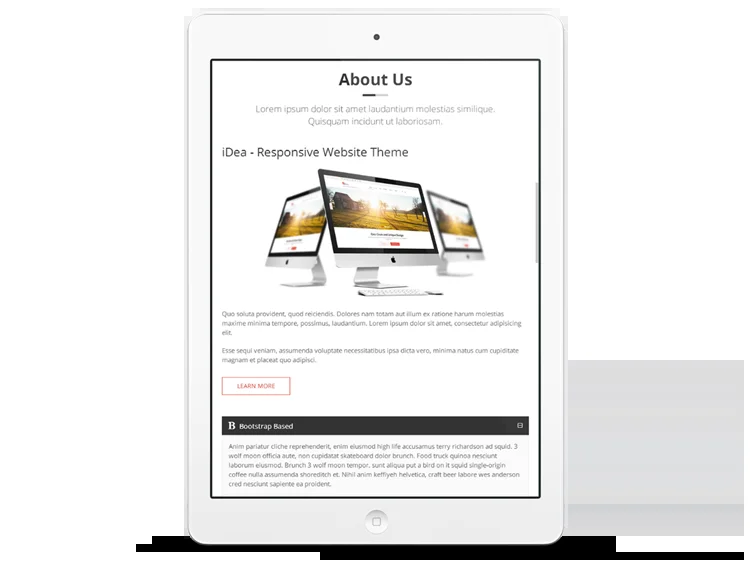 About Us
Lorem ipsum dolor sit amet laudantium molestias similique.
Quisquam incidunt ut laboriosam.
iDea - Responsive Website Theme
Quo soluta provident, quod reiciendis. Dolores nam totam aut illum ex ratione harum molestias
maxime minima tempore, possimus, laudantium. Lorem ipsum dolor sit amet, consectetur adipisicing
elit.
Esse sequi veniam, assumenda voluptate necessitatibus ipsa dicta vero, minima natus cum cupiditate
magnam et placeat quo adipisci.
LEARN MORE
B Bootstrap Based
Anim pariatur cliche reprehenderit, enim eiusmod high life accusamus terry richardson ad squid. 3
wolf moon officia aute, non cupidatat skateboard dolor brunch. Food truck quinoa nesciunt
laborum eiusmod. Brunch 3 wolf moon tempor, sunt aliqua put a bird on it squid single-origin
coffee nulla assumenda shoreditch et. Nihil anim keffiyeh helvetica, craft beer labore wes anderson
cred nesciunt sapiente ea proident.